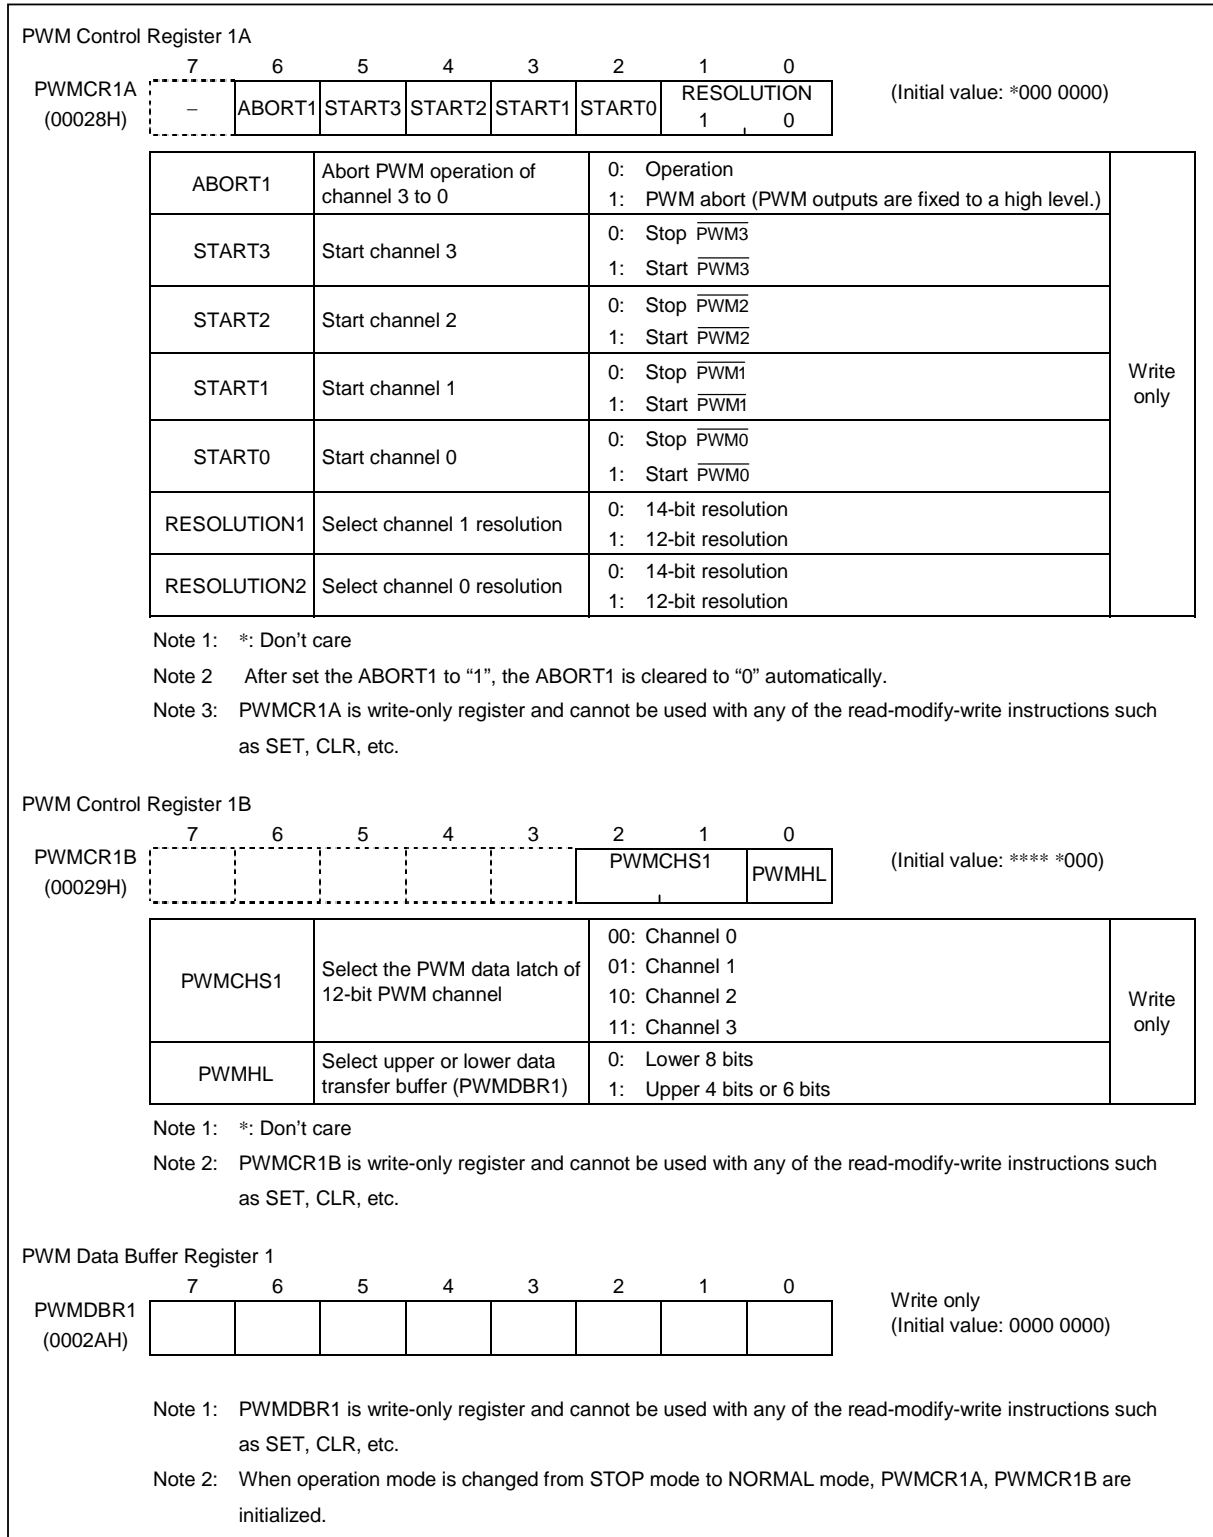 PWM Control Register 1A
7 6 5 4 3 2 1 0
PWMCR1A
(00028H)
– ABORT1 START3 START2 START1 START0 RESOLUTION
1 0
(Initial value: *000 0000)
ABORT1 Abort PWM operation of channel 3 to 0
0: Operation
1: PWM abort (PWM outputs are fixed to a high level.)
START3 Start channel 3
0: Stop PWM3
1: Start PWM3
START2 Start channel 2
0: Stop PWM2
1: Start PWM2
START1 Start channel 1
0: Stop PWM1
1: Start PWM1
START0 Start channel 0
0: Stop PWM0
1: Start PWM0
RESOLUTION1 Select channel 1 resolution
0: 14-bit resolution
1: 12-bit resolution
RESOLUTION2 Select channel 0 resolution
0: 14-bit resolution
1: 12-bit resolution
Write
only
Note 1: *: Don’t care
Note 2 After set the ABORT1 to “1”, the ABORT1 is cleared to “0” automatically.
Note 3: PWMCR1A is write-only register and cannot be used with any of the read-modify-write instructions such
as SET, CLR, etc.
PWM Control Register 1B
7 6 5 4 3 2 1 0
PWMCR1B
(00029H)
PWMCHS1 PWMHL
(Initial value: **** *000)
PWMCHS1
Select the PWM data latch of
12-bit PWM channel
00: Channel 0
01: Channel 1
10: Channel 2
11: Channel 3
PWMHL
Select upper or lower data
transfer buffer (PWMDBR1)
0: Lower 8 bits
1: Upper 4 bits or 6 bits
Write
only
Note 1: *: Don’t care
Note 2: PWMCR1B is write-only register and cannot be used with any of the read-modify-write instructions such
as SET, CLR, etc.
PWM Data Buffer Register 1
7 6 5 4 3 2 1 0
PWMDBR1
(0002AH)
Write only
(Initial value: 0000 0000)
Note 1: PWMDBR1 is write-only register and cannot be used with any of the read-modify-write instructions such
as SET, CLR, etc.
Note 2: When operation mode is changed from STOP mode to NORMAL mode, PWMCR1A, PWMCR1B are
initialized.